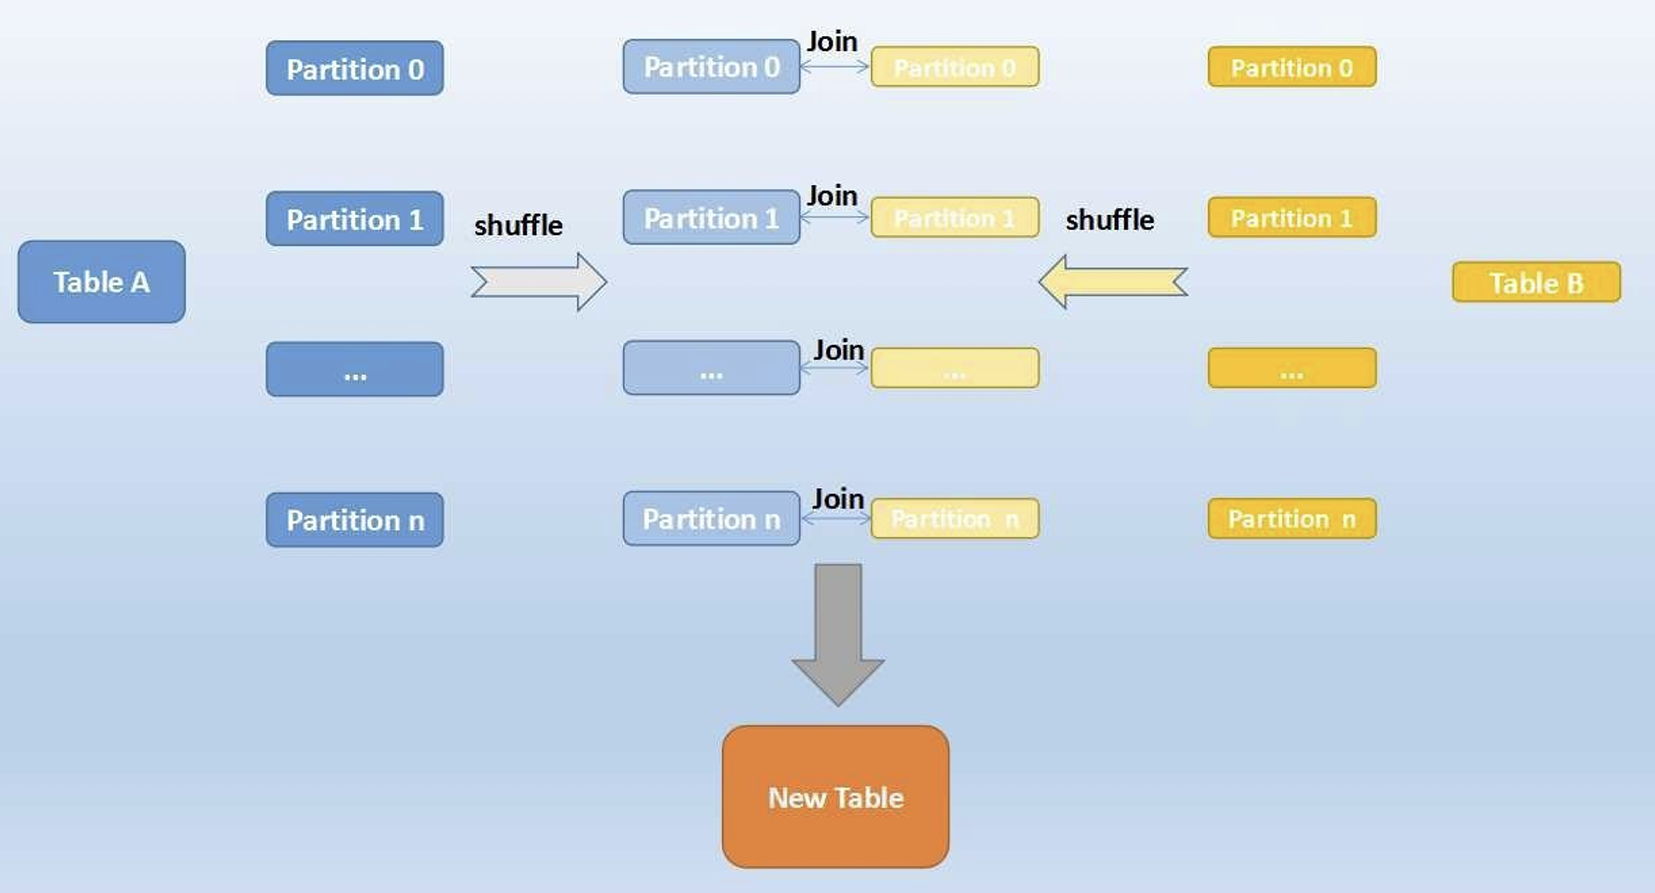 Join
Partition 0
Partition 0
Partition 0
Partition 0
Join
Partition 1
shuffle
Partition 1
Partition 1
shuffle
Partition 1
Table A
Table B
Join
...
...
...
...
Join
Partition n
Partition n
Partition n
Partition n
New Table